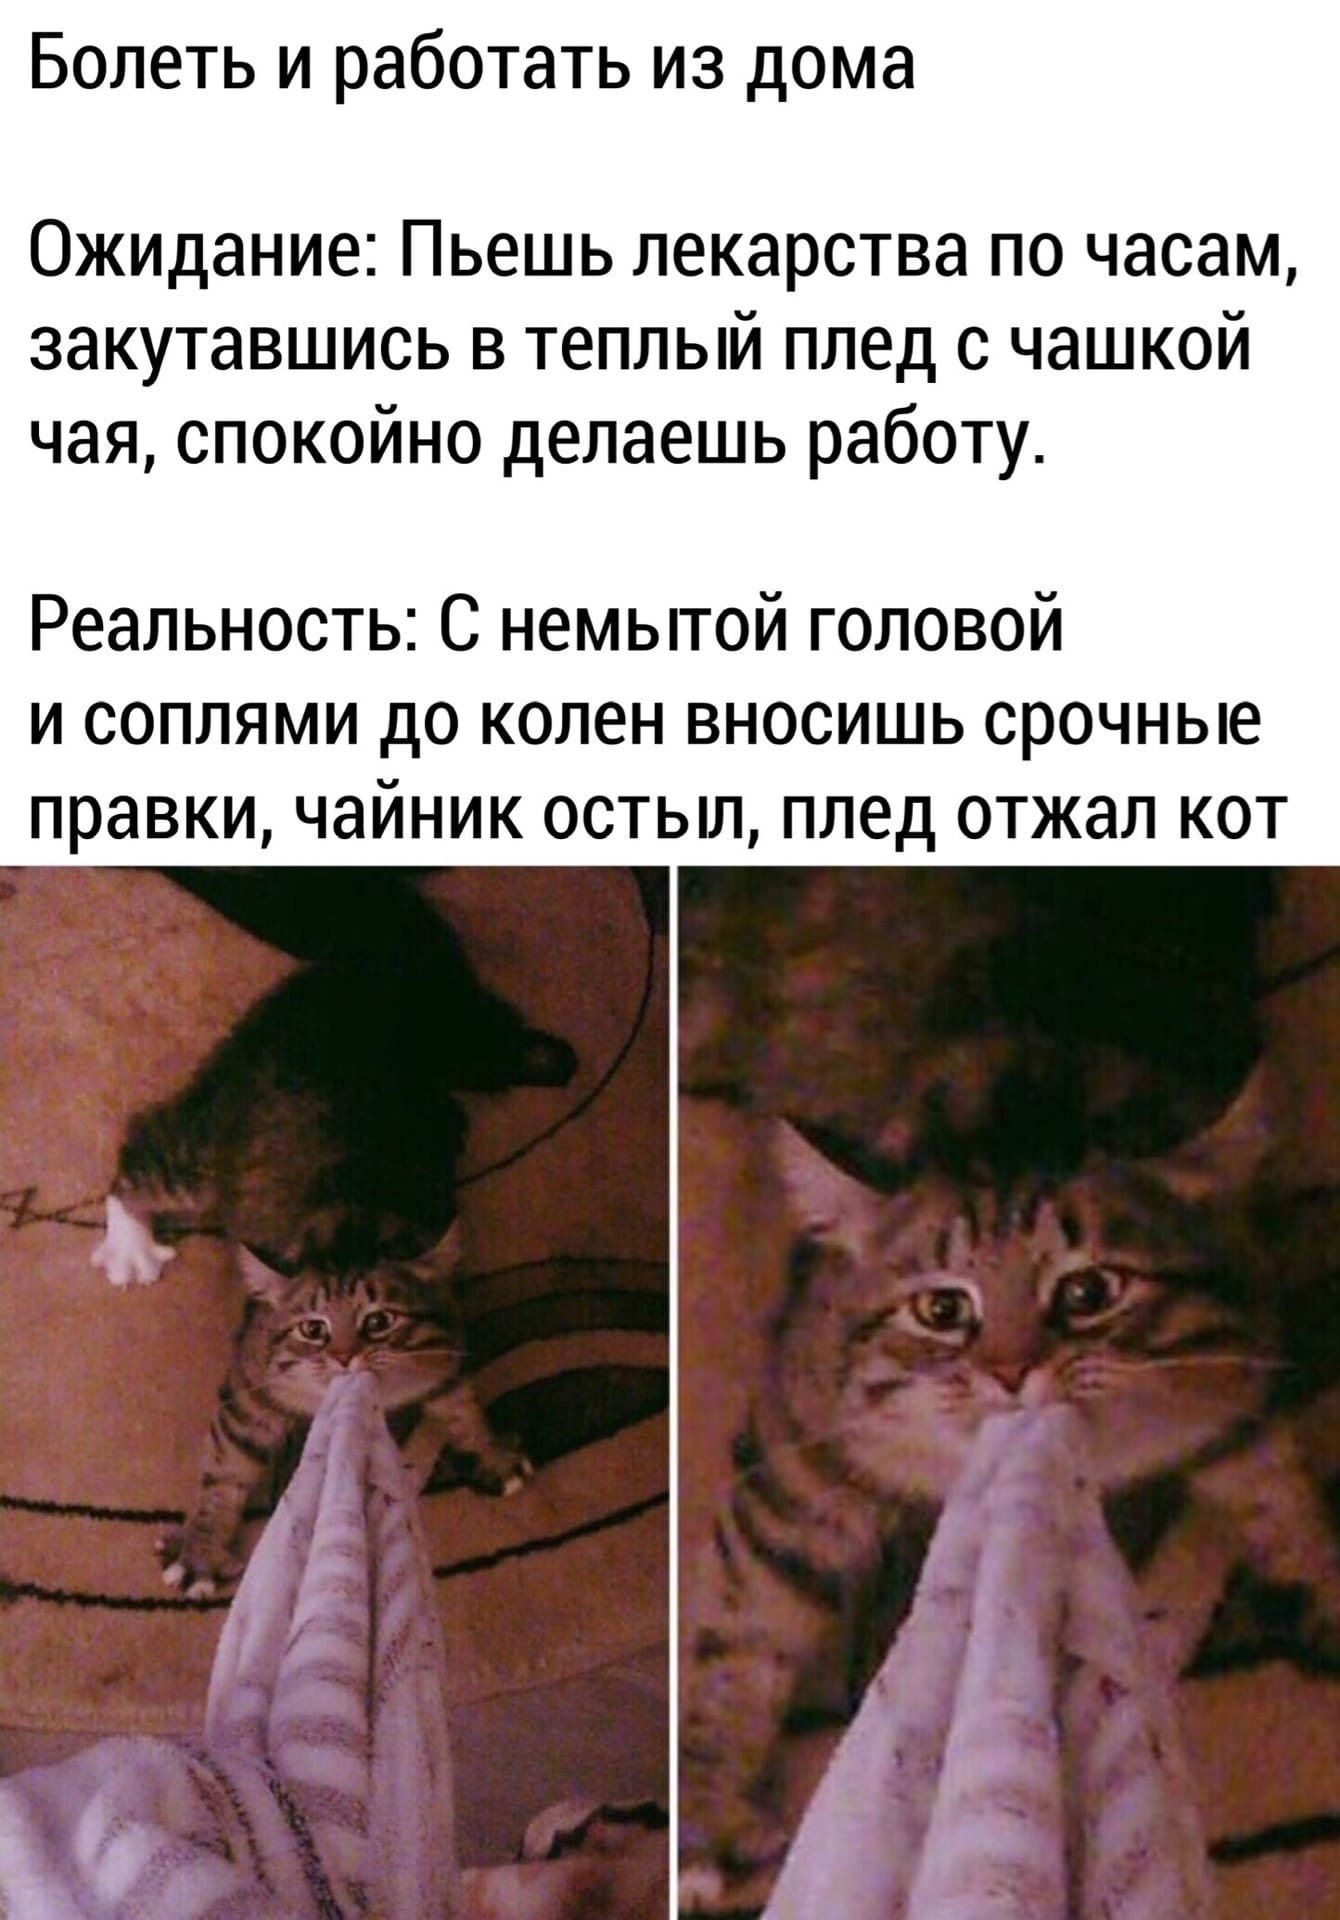 Болеть и работать из дома
Ожидание: Пьешь лекарства по часам,
закутавшись в теплый плед с чашкой
чая, спокойно делаешь работу.
Реальность: С немытой головой
и соплями до колен вносишь срочные
правки, чайник остыл, плед отжал кот